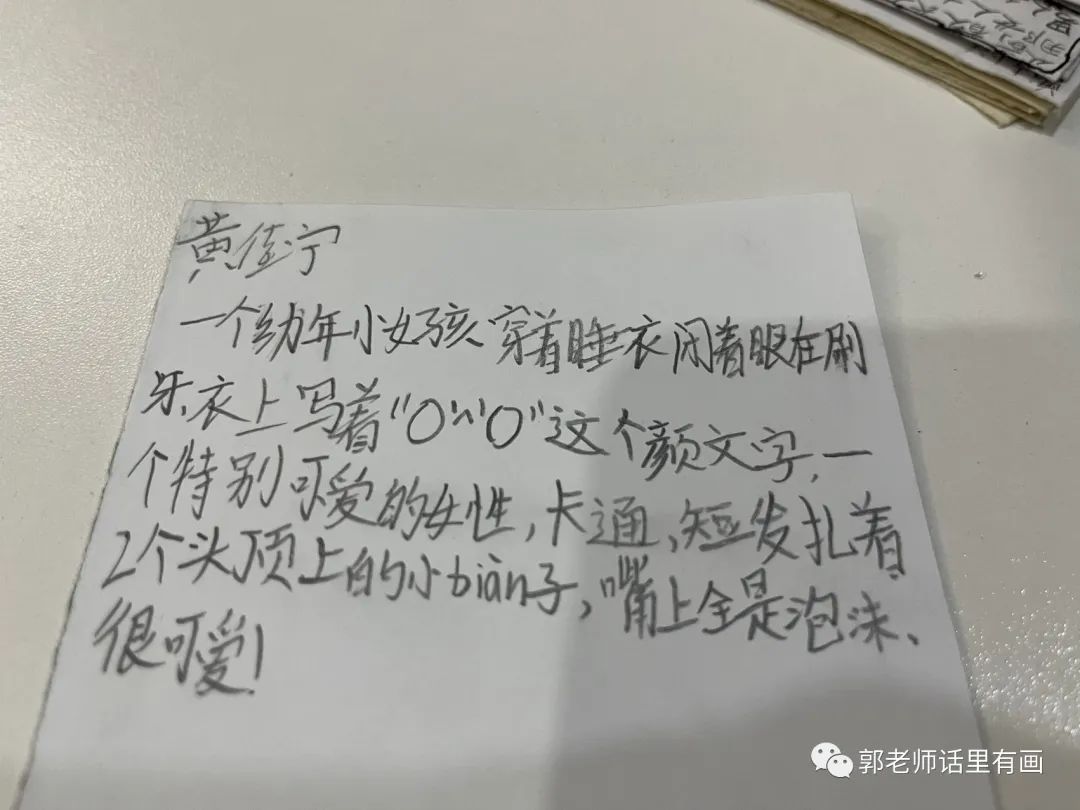 黄佳宁
一个幼年小女孩穿着睡衣闭着眼在刷
牙,衣上写着"O^^O"这个颜文字,一
个特别可爱的女性,卡通、短发扎着
2个头顶上的小biàn子,嘴上全是泡沫、
很可爱!
郭老师话里有画